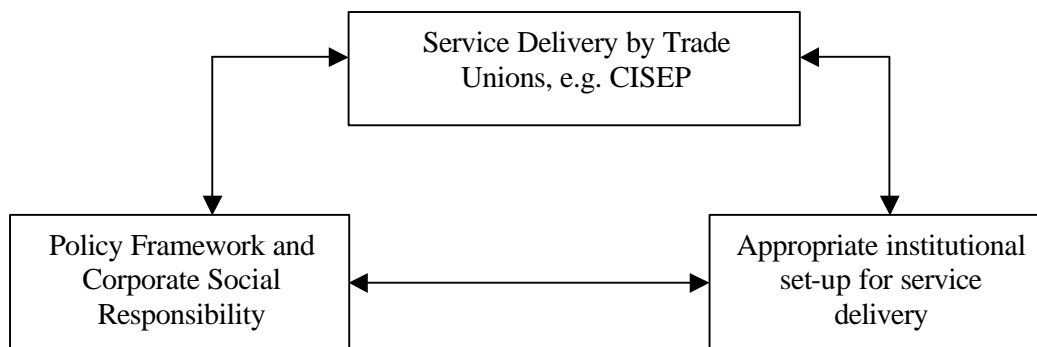 Service Delivery by Trade
Unions, e.g. CISEP
Policy Framework and
Corporate Social
Responsibility
Appropriate institutional
set-up for service
delivery